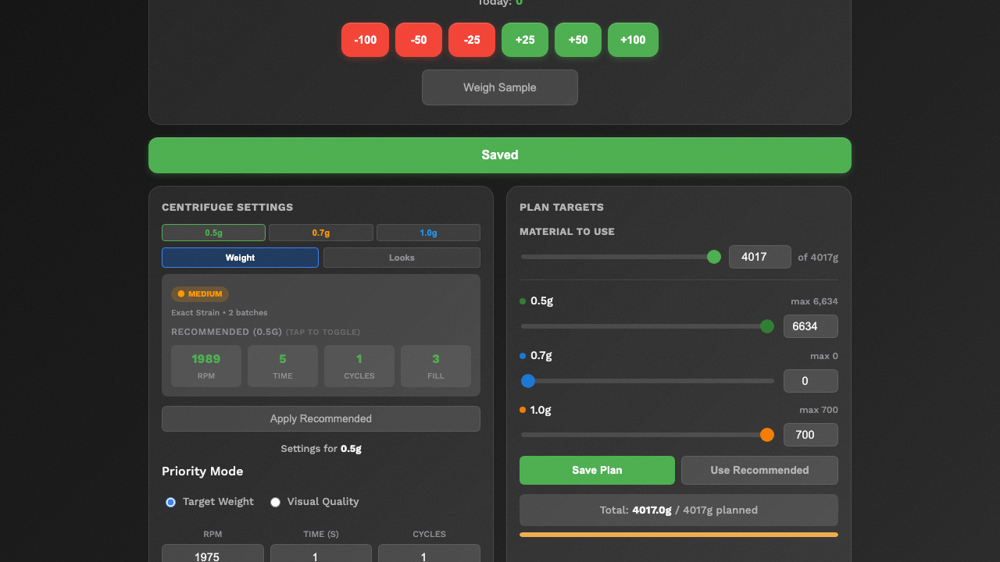 Today: 0
-100 -50 -25 +25 +50 +100
Weigh Sample
Saved
CENTRIFUGE SETTINGS
0.5g 0.7g 1.0g
Weight Looks
MEDIUM
Exact Strain • 2 batches
RECOMMENDED (0.5G) (TAP TO TOGGLE)
1989 5 1 3
RPM TIME CYCLES FILL
Apply Recommended
Settings for 0.5g
Priority Mode
Target Weight Visual Quality
RPM TIME (S) CYCLES
1975 1 1
PLAN TARGETS
MATERIAL TO USE
4017 of 4017g
0.5g max 6,634
6634
0.7g max 0
0
1.0g max 700
700
Save Plan Use Recommended
Total: 4017.0g / 4017g planned